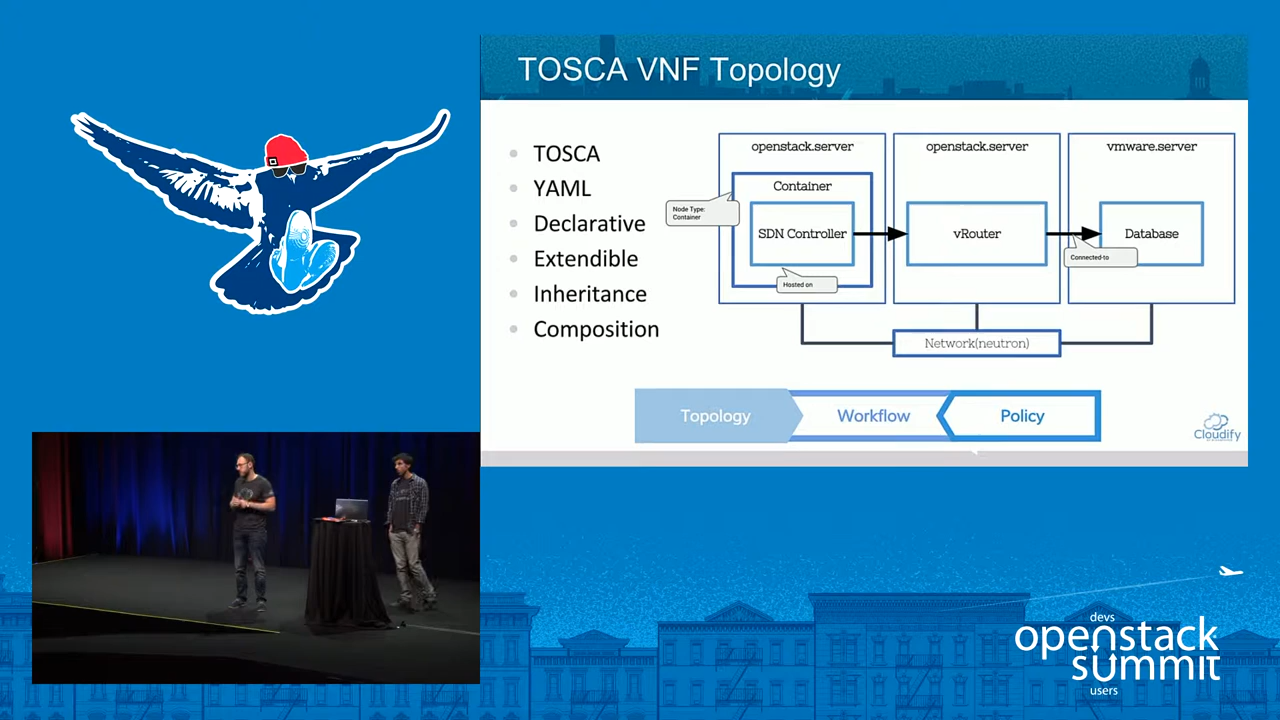 TOSCA VNF Topology
TOSCA
YAML
Declarative
Extendible
Inheritance
Composition
openstack.server
openstack.server
vmware.server
Container
Node Type:
Container
SDN Controller
vRouter
Database
Connected-to
Hosted on
Network(neutron)
Topology
Workflow
Policy
Cloudify
devs
openstack
summit
users